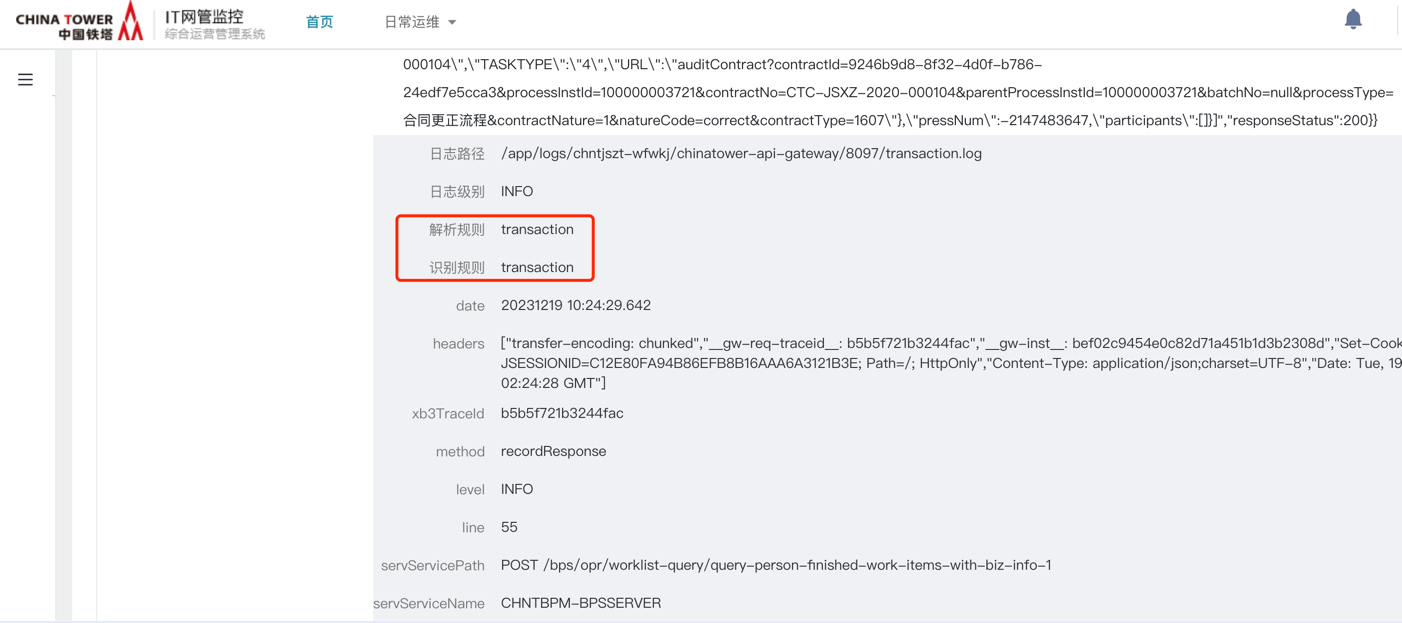 CHINA TOWER
中国铁塔
IT网管监控
综合运营管理系统
首页
日常运维
000104\",\"TASKTYPE\":\"4\",\"URL\":\"auditContract?contractId=9246b9d8-8f32-4d0f-b786-
24edf7e5cca3&processInstId=100000003721&contractNo=CTC-JSXZ-2020-000104&parentProcessInstId=100000003721&batchNo=null&processType=
合同更正流程&contractNature=1&natureCode=correct&contractType=1607\"},\"pressNum\":-2147483647,\"participants\":[]}]","responseStatus":200}}
日志路径 /app/logs/chntjszt-wfwkj/chinatower-api-gateway/8097/transaction.log
日志级别 INFO
解析规则 transaction
识别规则 transaction
date 20231219 10:24:29.642
headers ["transfer-encoding: chunked","__gw-req-traceid__: b5b5f721b3244fac","__gw-inst__: bef02c9454e0c82d71a451b1d3b2308d","Set-Cook
JSESSIONID=C12E80FA94B86EFB8B16AAA6A3121B3E; Path=/; HttpOnly","Content-Type: application/json;charset=UTF-8","Date: Tue, 19
02:24:28 GMT"]
xb3TraceId b5b5f721b3244fac
method recordResponse
level INFO
line 55
servServicePath POST /bps/opr/worklist-query/query-person-finished-work-items-with-biz-info-1
servServiceName CHNTBPM-BPSSERVER